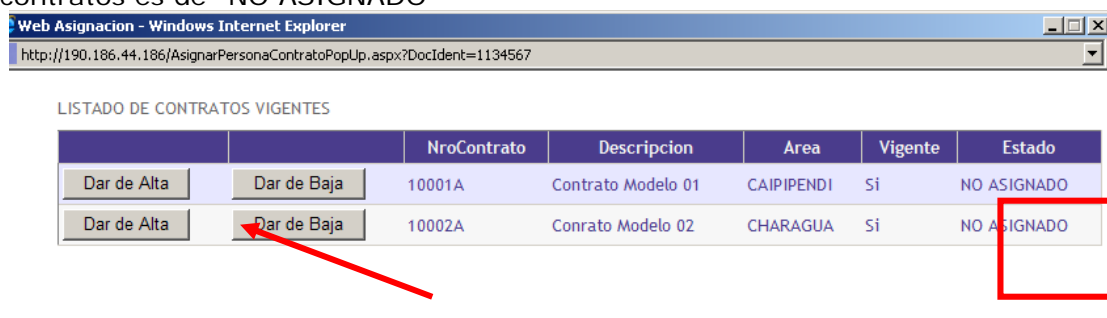 contratos es de "NO ASIGNADO"
Web Asignacion - Windows Internet Explorer
http://190.186.44.186/AsignarPersonaContratoPopUp.aspx?DocIdent=1134567
LISTADO DE CONTRATOS VIGENTES
NroContrato Descripcion Area Vigente Estado
Dar de Alta Dar de Baja 10001A Contrato Modelo 01 CAIPIPENDI Si NO ASIGNADO
Dar de Alta Dar de Baja 10002A Conrato Modelo 02 CHARAGUA Si NO ASIGNADO